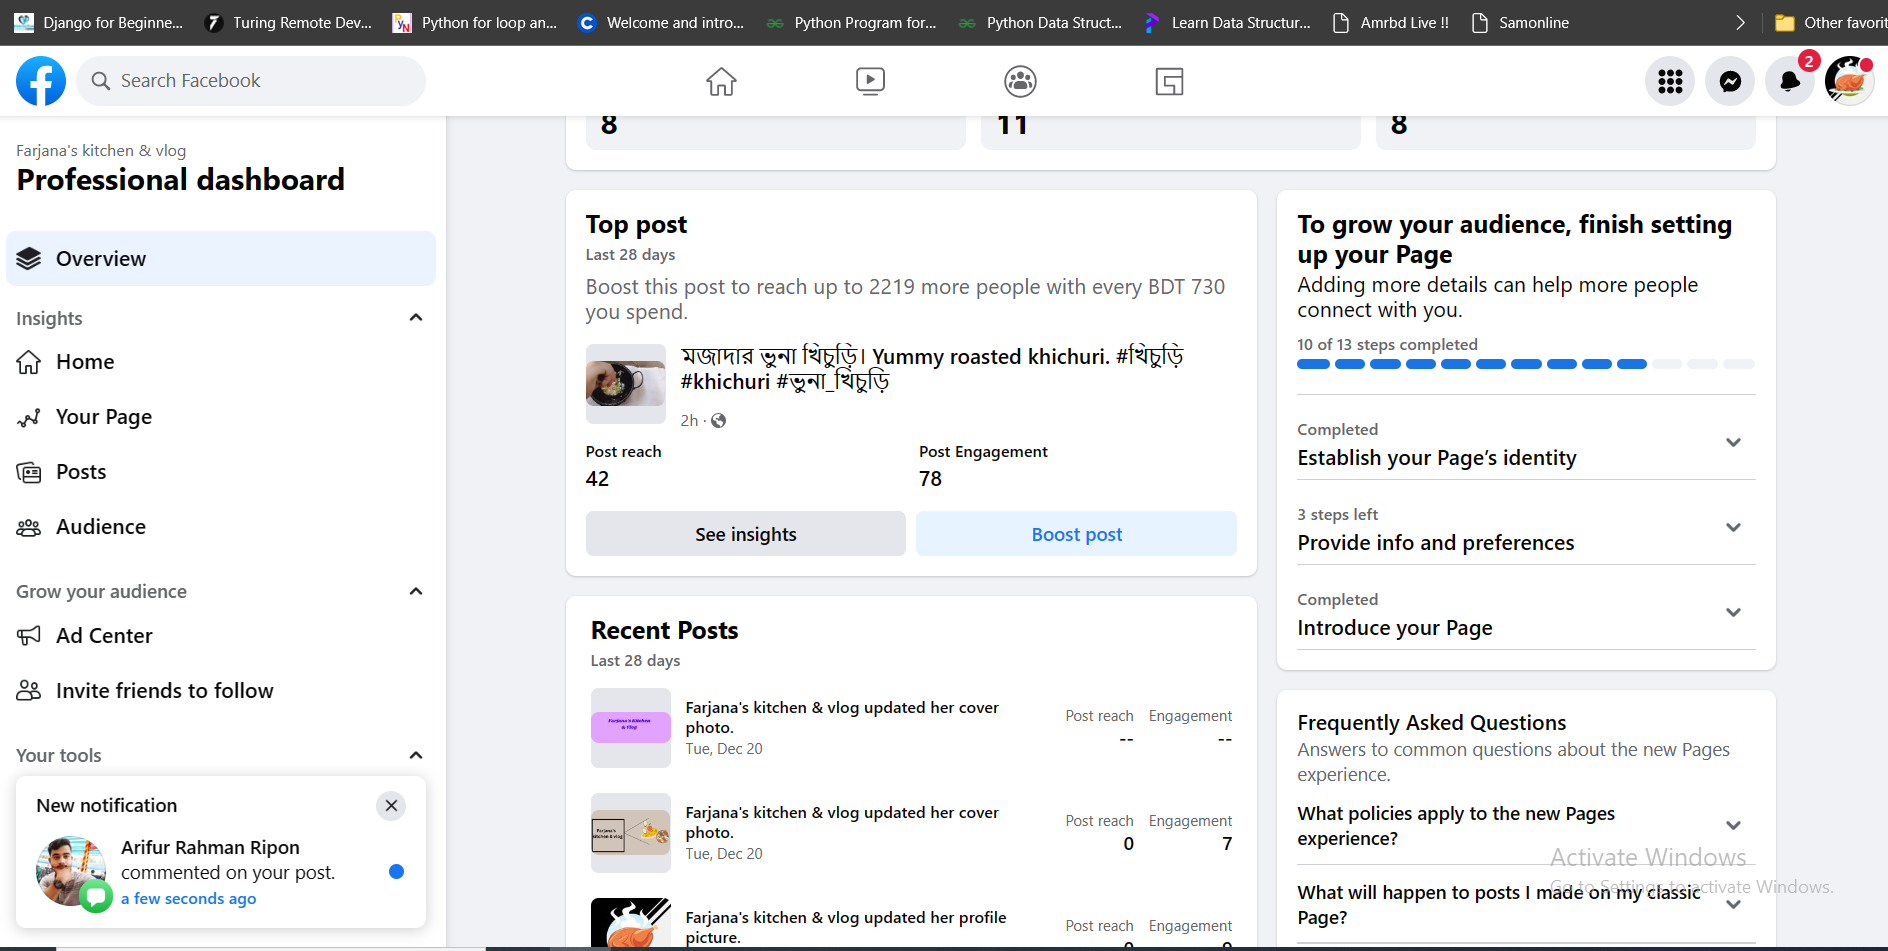 Django for Beginne...
Turing Remote Dev...
Python for loop an...
Welcome and intro...
Python Program for...
Python Data Struct...
Learn Data Structur...
Amrbd Live !!
Samonline
Other favorit
Search Facebook
2
Farjana's kitchen & vlog
Professional dashboard
Overview
Insights
Home
Your Page
Posts
Audience
Grow your audience
Ad Center
Invite friends to follow
Your tools
New notification
Arifur Rahman Ripon
commented on your post.
a few seconds ago
8
11
8
Top post
Last 28 days
Boost this post to reach up to 2219 more people with every BDT 730
you spend.
মজাদার ভুনা খিচুড়ি। Yummy roasted khichuri. #খিচুড়ি
#khichuri #ভুনা_খিচুড়ি
2h ·
Post reach
42
Post Engagement
78
See insights
Boost post
Recent Posts
Last 28 days
Farjana's Kitchen
& Vlog
Farjana's kitchen & vlog updated her cover
photo.
Tue, Dec 20
Post reach
--
Engagement
--
Farjana's
kitchen & vlog
Farjana's kitchen & vlog updated her cover
photo.
Tue, Dec 20
Post reach
0
Engagement
7
Farjana's kitchen & vlog updated her profile
picture.
Post reach
Engagement
To grow your audience, finish setting
up your Page
Adding more details can help more people
connect with you.
10 of 13 steps completed
Completed
Establish your Page’s identity
3 steps left
Provide info and preferences
Completed
Introduce your Page
Frequently Asked Questions
Answers to common questions about the new Pages
experience.
What policies apply to the new Pages
experience?
What will happen to posts I made on my classic
Page?
Activate Windows
Go to Settings to activate Windows.